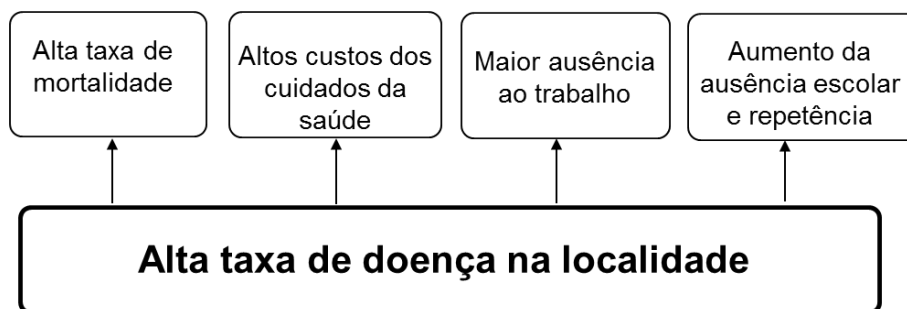 Alta taxa de
mortalidade
Altos custos dos
cuidados da
saúde
Maior ausência
ao trabalho
Aumento da
ausência escolar
e repetência
Alta taxa de doença na localidade